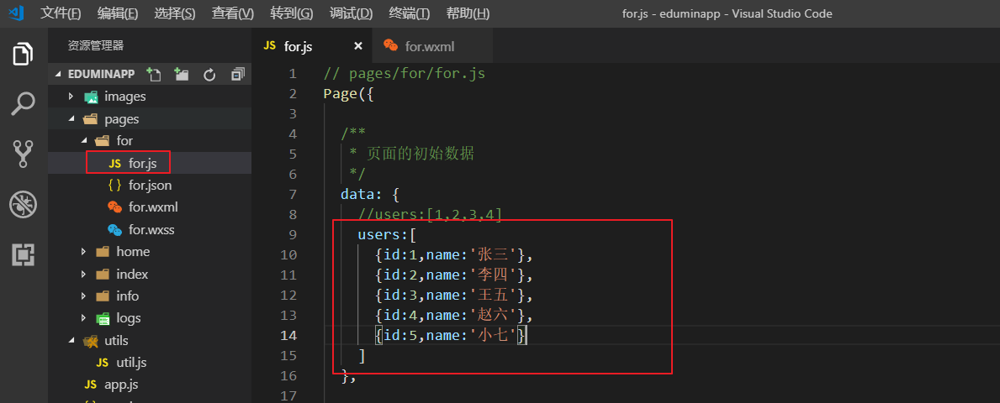 文件(F) 编辑(E) 选择(S) 查看(V) 转到(G) 调试(D) 终端(T) 帮助(H) for.js - eduminapp - Visual Studio Code
资源管理器
EDUMINAPP
images
pages
for
JS for.js
{ } for.json
for.wxml
for.wxss
home
index
info
logs
utils
JS util.js
JS app.js
JS for.js × for.wxml
1 // pages/for/for.js
2 Page({
3
4 /**
5 * 页面的初始数据
6 */
7 data: {
8 //users:[1,2,3,4]
9 users:[
10 {id:1,name:'张三'},
11 {id:2,name:'李四'},
12 {id:3,name:'王五'},
13 {id:4,name:'赵六'},
14 {id:5,name:'小七'}
15 ]
16 },
17